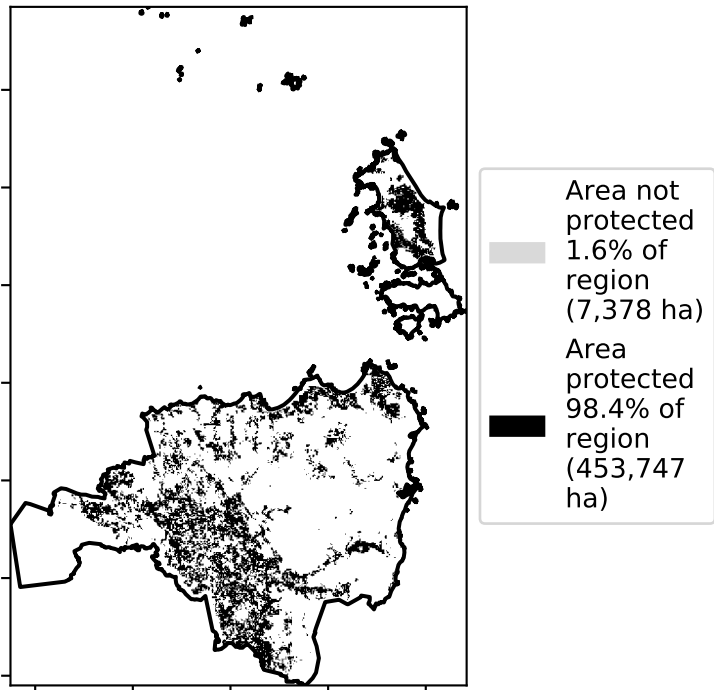 Area not
protected
1.6% of
region
(7,378 ha)
Area
protected
98.4% of
region
(453,747
ha)